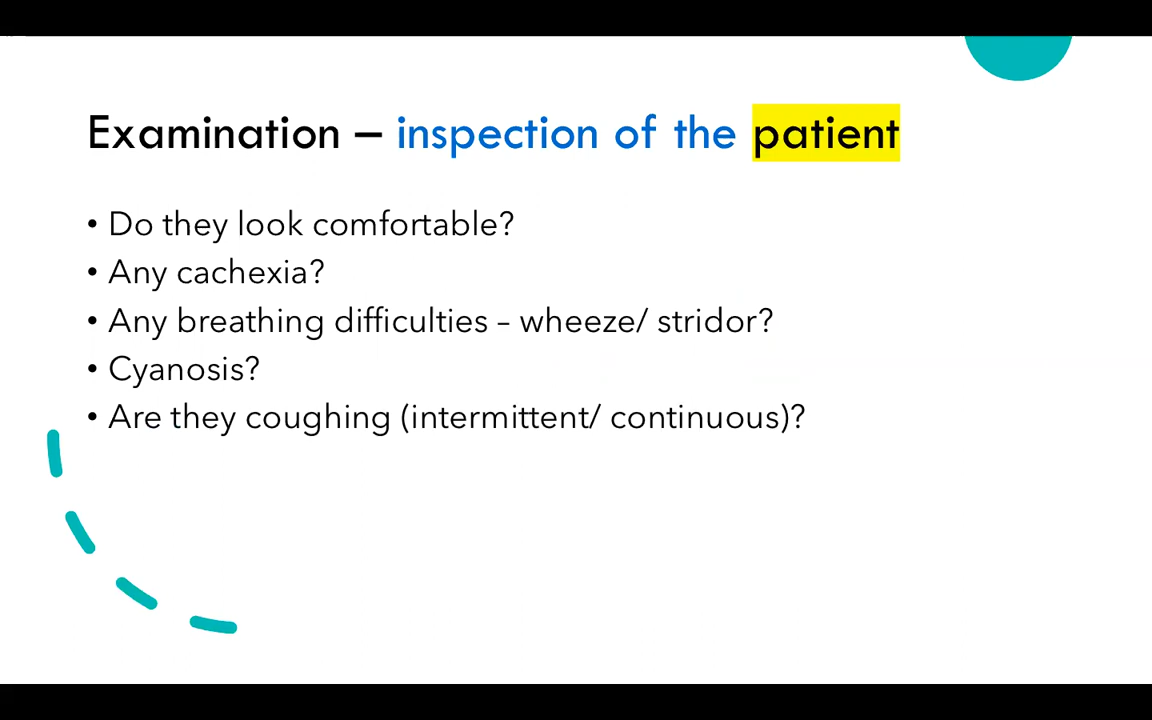 Examination – inspection of the patient
• Do they look comfortable?
• Any cachexia?
• Any breathing difficulties – wheeze/ stridor?
• Cyanosis?
• Are they coughing (intermittent/ continuous)?